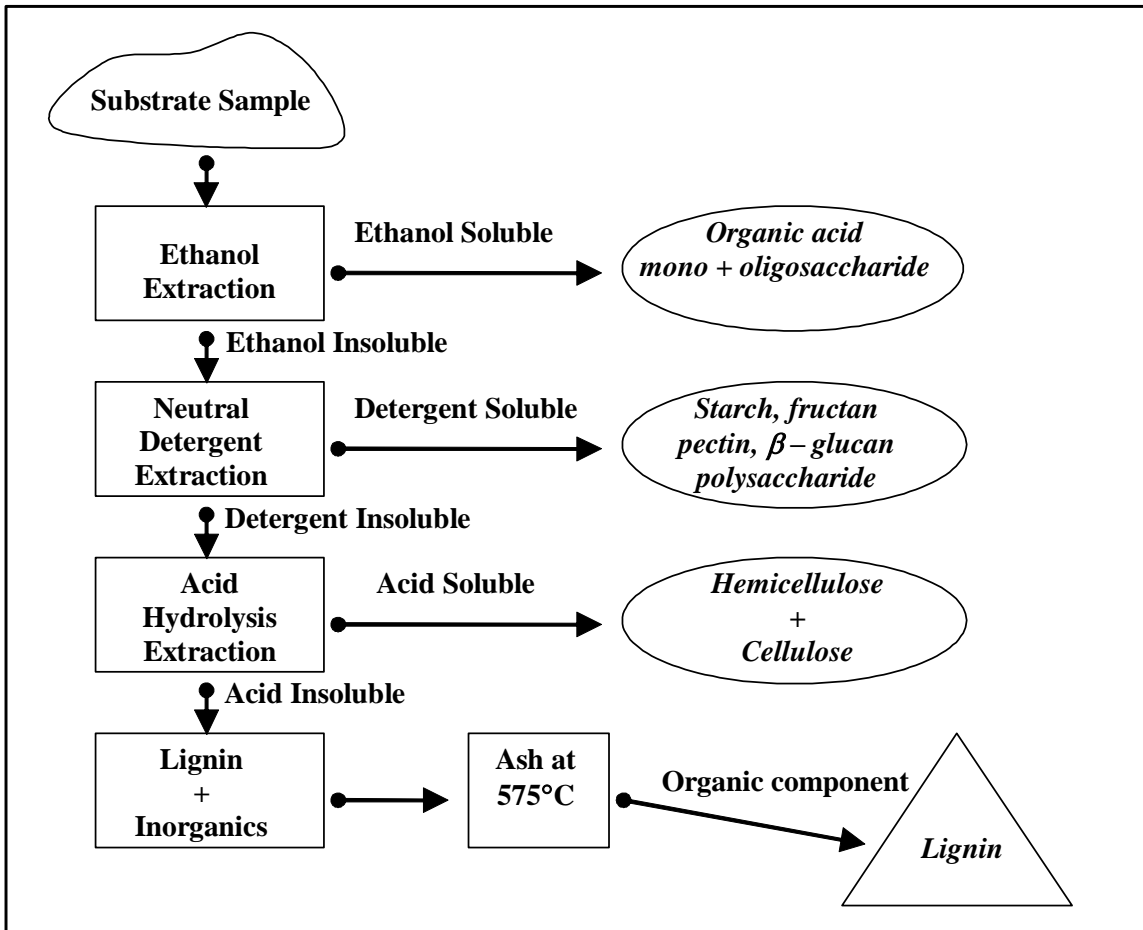 Substrate Sample
Ethanol
Extraction
Ethanol Soluble
Organic acid
mono + oligosaccharide
Ethanol Insoluble
Neutral
Detergent
Extraction
Detergent Soluble
Starch, fructan
pectin, β – glucan
polysaccharide
Detergent Insoluble
Acid
Hydrolysis
Extraction
Acid Soluble
Hemicellulose
+
Cellulose
Acid Insoluble
Lignin
+
Inorganics
Ash at
575°C
Organic component
Lignin